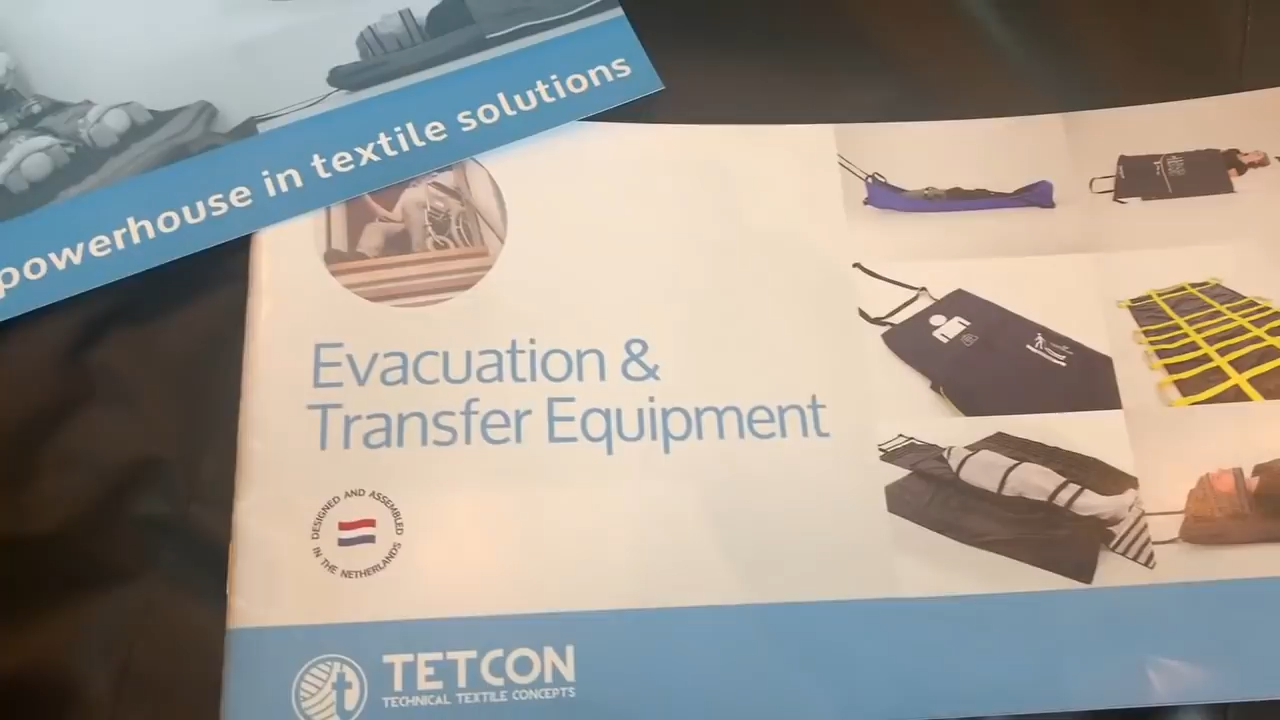 powerhouse in textile solutions
Evacuation &
Transfer Equipment
DESIGNED AND ASSEMBLED
IN THE NETHERLANDS
TETCON
TECHNICAL TEXTILE CONCEPTS